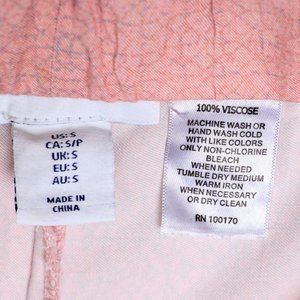 US: S
CA: S/P
UK: S
EU: S
AU: S
MADE IN
CHINA
100% VISCOSE
MACHINE WASH OR
HAND WASH COLD
WITH LIKE COLORS
ONLY NON-CHLORINE
BLEACH
WHEN NEEDED
TUMBLE DRY MEDIUM
WARM IRON
WHEN NECESSARY
OR DRY CLEAN
RN 100170